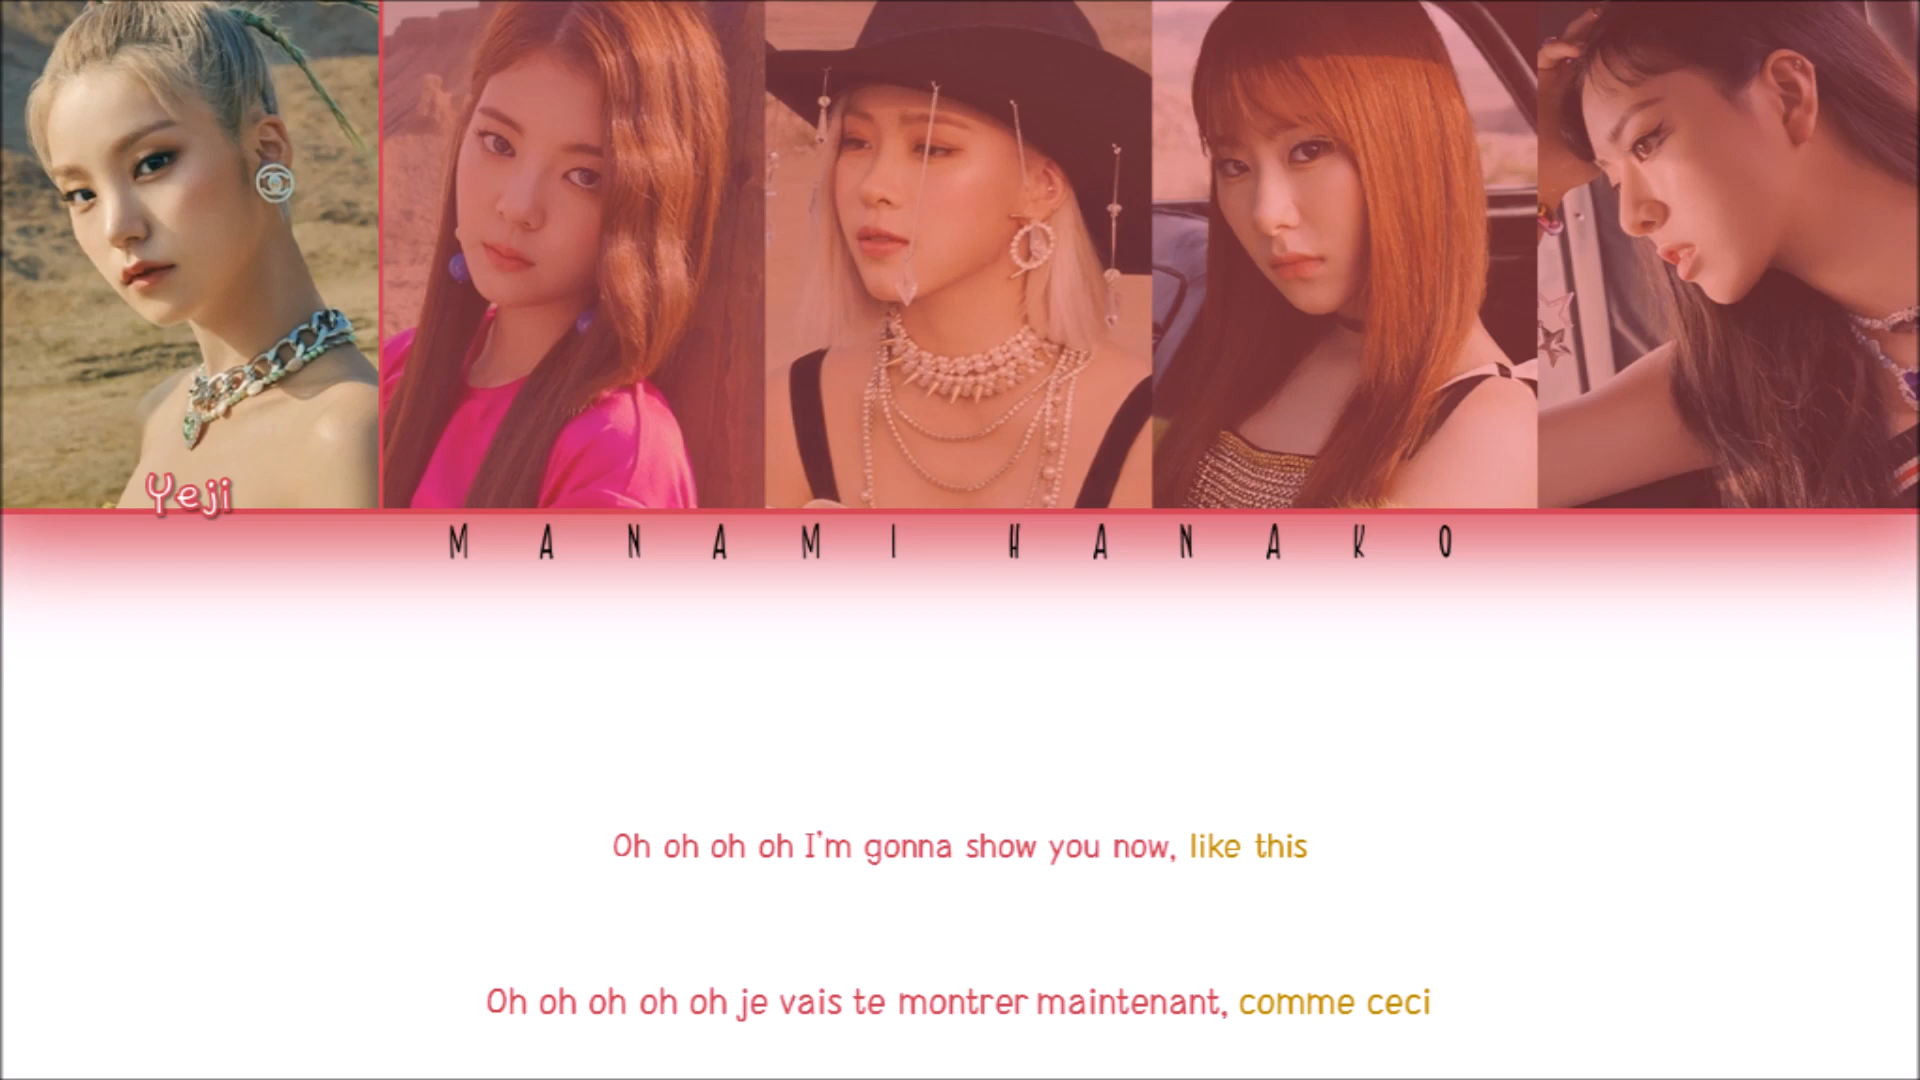 Yeji
MANAMI HANAKO
Oh oh oh oh I'm gonna show you now, like this
Oh oh oh oh oh je vais te montrer maintenant, comme ceci